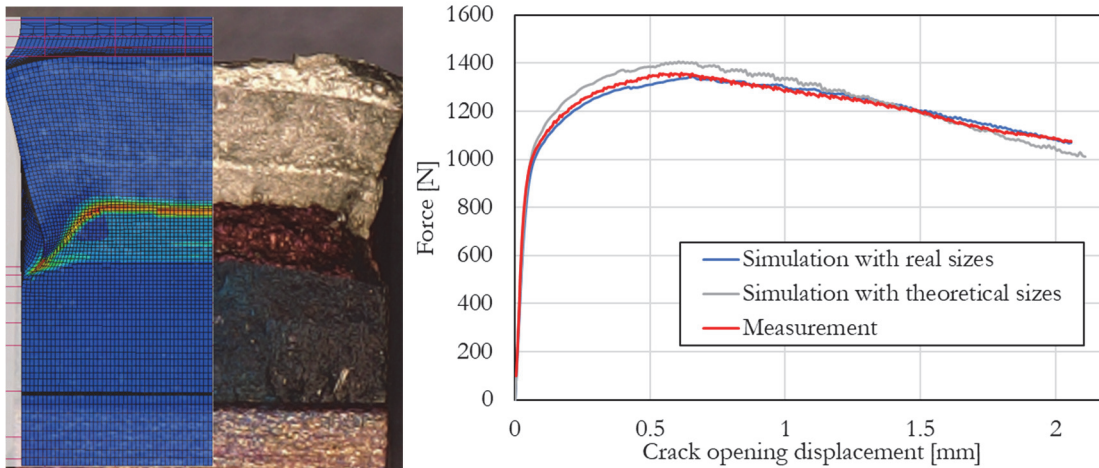 1600
1400
1200
1000
800
600
400
200
0
Force [N]
Simulation with real sizes
Simulation with theoretical sizes
Measurement
0
0.5
1
1.5
2
Crack opening displacement [mm]